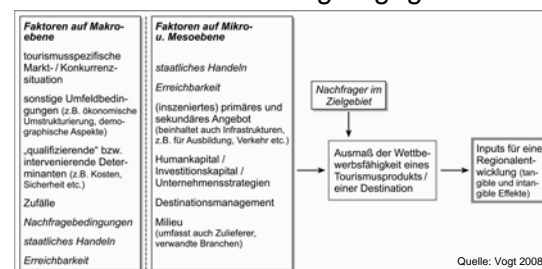 Faktoren auf Makro-
ebene
tourismusspezifische
Markt-/ Konkurrenz-
situation
sonstige Umfeldbedin-
gungen (z.B. ökonomische
Umstrukturierung, demo-
graphische Aspekte)
„qualifizierende" bzw.
intervenierende Deter-
minanten (z.B. Kosten,
Sicherheit etc.)
Zufälle
Nachfragebedingungen
staatliches Handeln
Erreichbarkeit
Faktoren auf Mikro-
u. Mesoebene
staatliches Handeln
Erreichbarkeit
(inszeniertes) primäres und
sekundäres Angebot
(beinhaltet auch Infrastrukturen,
z.B. für Ausbildung, Verkehr etc.)
Humankapital /
Investitionskapital /
Unternehmensstrategien
Destinationsmanagement
Milieu
(umfasst auch Zulieferer,
verwandte Branchen)
Nachfrager im
Zielgebiet
Ausmaß der Wettbe-
werbsfähigkeit eines
Tourismusprodukts /
einer Destination
Inputs für eine
Regionalent-
wicklung (tan-
gible und intan-
gible Effekte)
Quelle: Vogt 2008